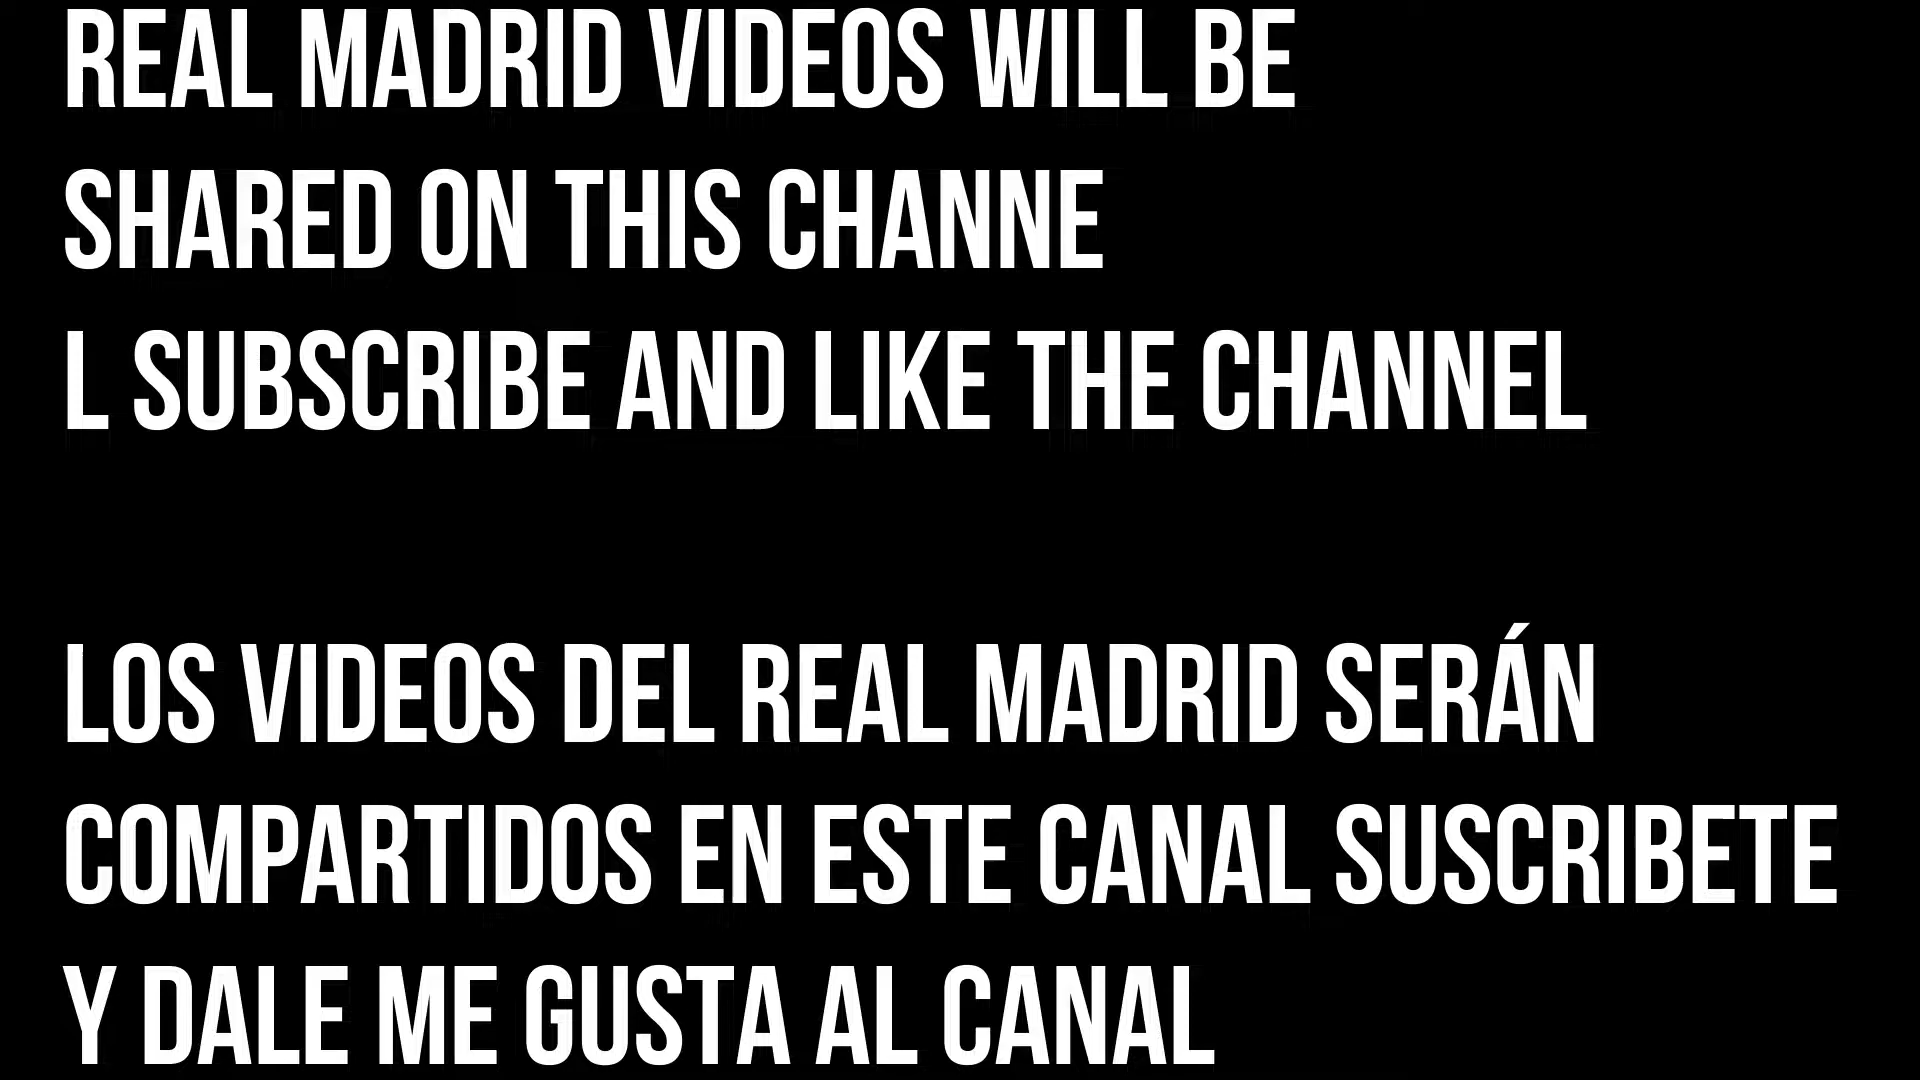 REAL MADRID VIDEOS WILL BE
SHARED ON THIS CHANNE
L SUBSCRIBE AND LIKE THE CHANNEL
LOS VIDEOS DEL REAL MADRID SERÁN
COMPARTIDOS EN ESTE CANAL SUSCRIBETE
Y DALE ME GUSTA AL CANAL